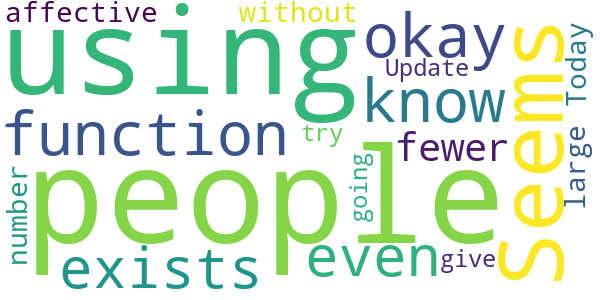 affective
without
using
okay
Seems
Update
Today
know
function
try
fewer
large
people
number
going
even
exists
give